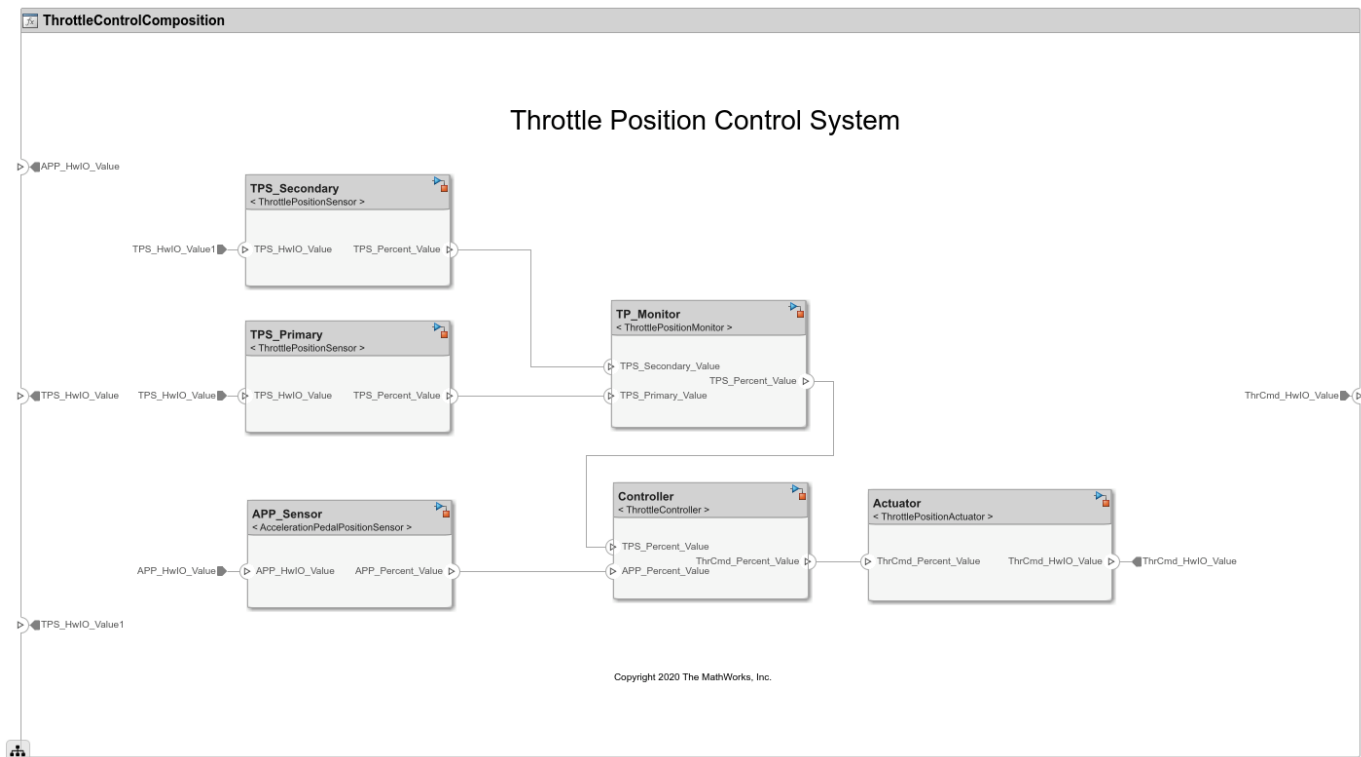 ThrottleControlComposition
Throttle Position Control System
APP_HwIO_Value
TPS_Secondary
< ThrottlePositionSensor >
TPS_HwIO_Value1
TPS_HwIO_Value
TPS_Percent_Value
TPS_Primary
< ThrottlePositionSensor >
TPS_HwIO_Value
TPS_HwIO_Value
TPS_HwIO_Value
TPS_Percent_Value
TP_Monitor
< ThrottlePositionMonitor >
TPS_Secondary_Value
TPS_Percent_Value
TPS_Primary_Value
ThrCmd_HwIO_Value
APP_Sensor
< AccelerationPedalPositionSensor >
APP_HwIO_Value
APP_HwIO_Value
APP_Percent_Value
Controller
< ThrottleController >
TPS_Percent_Value
ThrCmd_Percent_Value
APP_Percent_Value
Actuator
< ThrottlePositionActuator >
ThrCmd_Percent_Value
ThrCmd_HwIO_Value
ThrCmd_HwIO_Value
TPS_HwIO_Value1
Copyright 2020 The MathWorks, Inc.